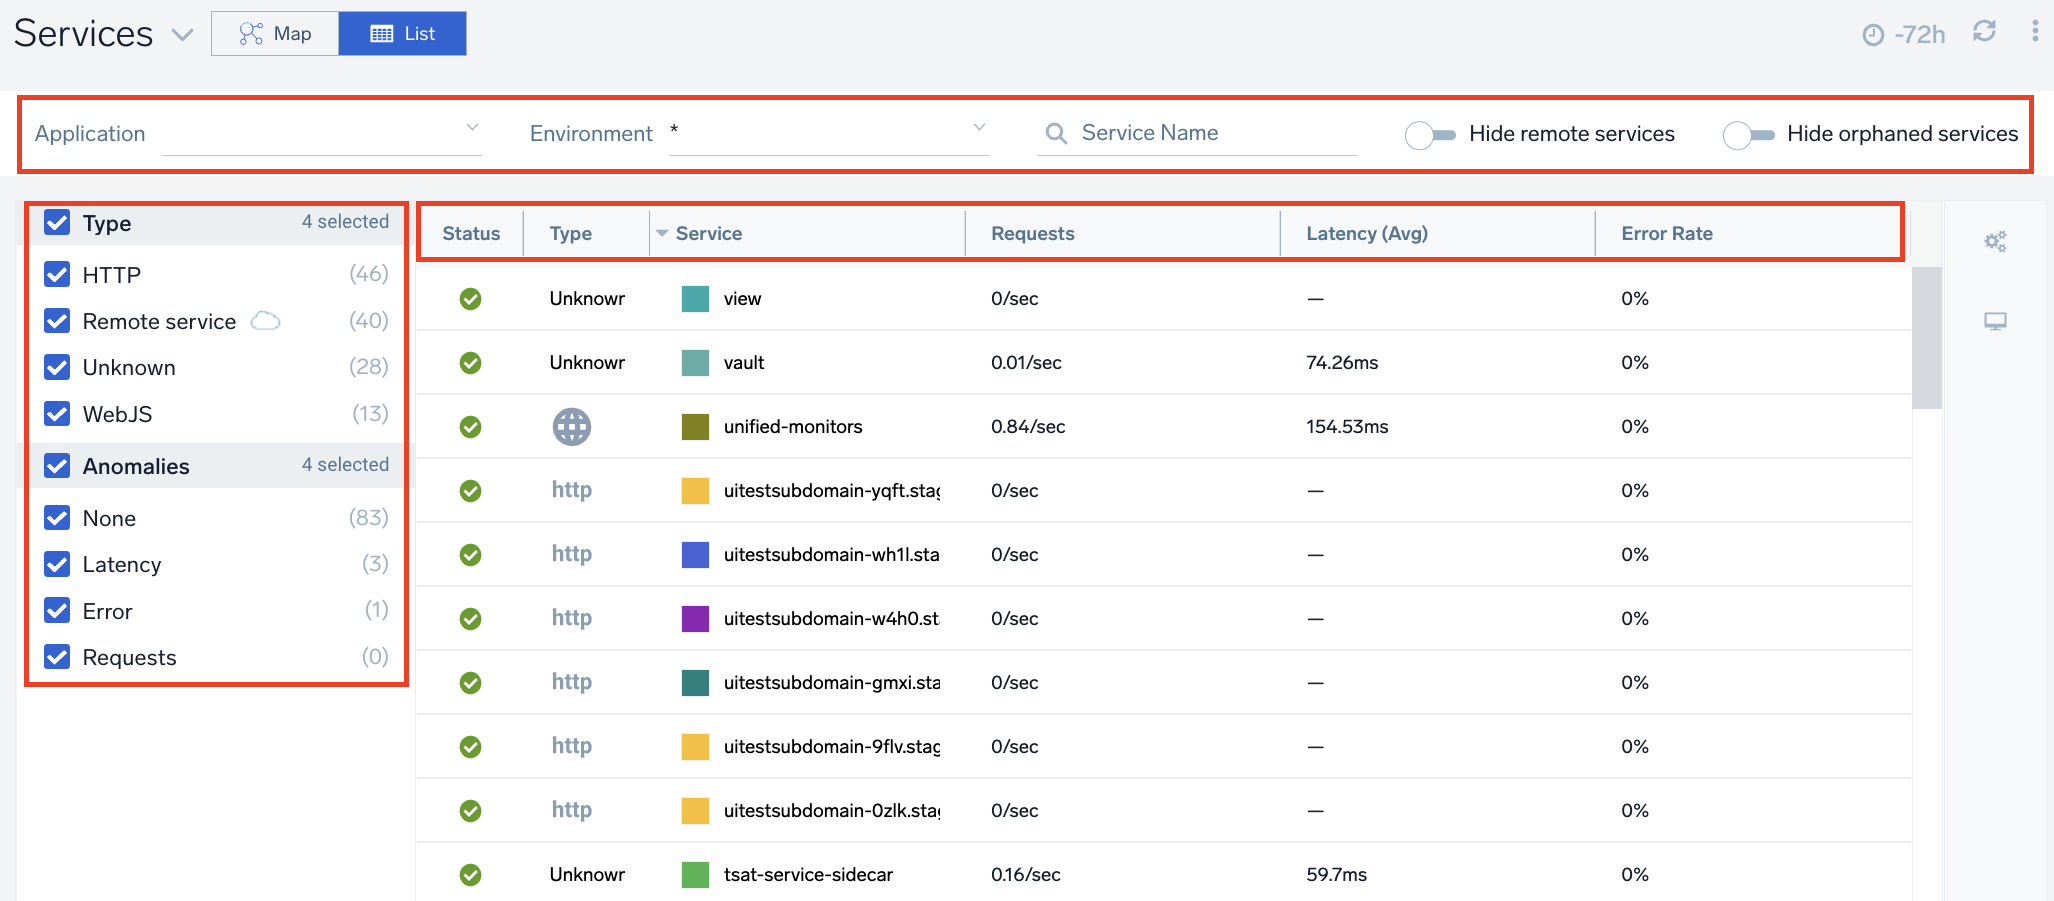 Services Map List -72h
Application Environment * Service Name Hide remote services Hide orphaned services
Type 4 selected
HTTP (46)
Remote service (40)
Unknown (28)
WebJS (13)
Anomalies 4 selected
None (83)
Latency (3)
Error (1)
Requests (0)
Status Type Service Requests Latency (Avg) Error Rate
Unknowr view 0/sec — 0%
Unknowr vault 0.01/sec 74.26ms 0%
unified-monitors 0.84/sec 154.53ms 0%
http uitestsubdomain-yqft.stag 0/sec — 0%
http uitestsubdomain-wh1l.sta 0/sec — 0%
http uitestsubdomain-w4h0.st 0/sec — 0%
http uitestsubdomain-gmxi.sta 0/sec — 0%
http uitestsubdomain-9flv.stag 0/sec — 0%
http uitestsubdomain-0zlk.stag 0/sec — 0%
Unknowr tsat-service-sidecar 0.16/sec 59.7ms 0%